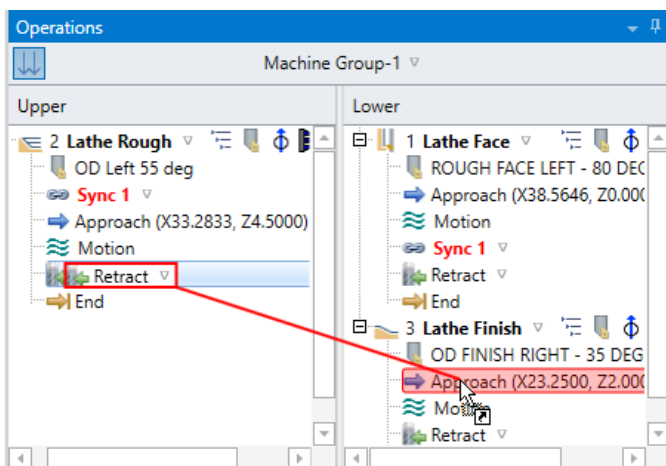 Operations
Machine Group-1
Upper
2 Lathe Rough
OD Left 55 deg
Sync 1
Approach (X33.2833, Z4.5000)
Motion
Retract
End
Lower
1 Lathe Face
ROUGH FACE LEFT - 80 DEG
Approach (X38.5646, Z0.000
Motion
Sync 1
Retract
End
3 Lathe Finish
OD FINISH RIGHT - 35 DEG
Approach (X23.2500, Z2.000
Motion
Retract